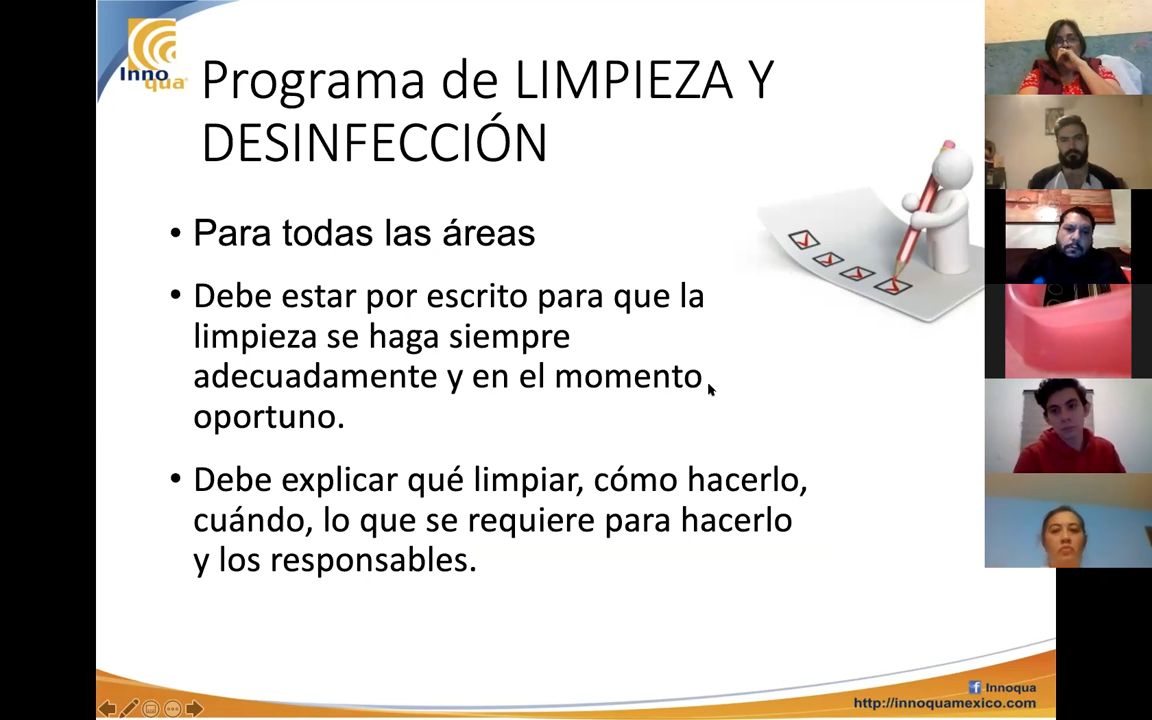 Inno
qua
Programa de LIMPIEZA Y
DESINFECCIÓN
• Para todas las áreas
• Debe estar por escrito para que la
limpieza se haga siempre
adecuadamente y en el momento
oportuno.
• Debe explicar qué limpiar, cómo hacerlo,
cuándo, lo que se requiere para hacerlo
y los responsables.
f Innoqua
http://innoquamexico.com